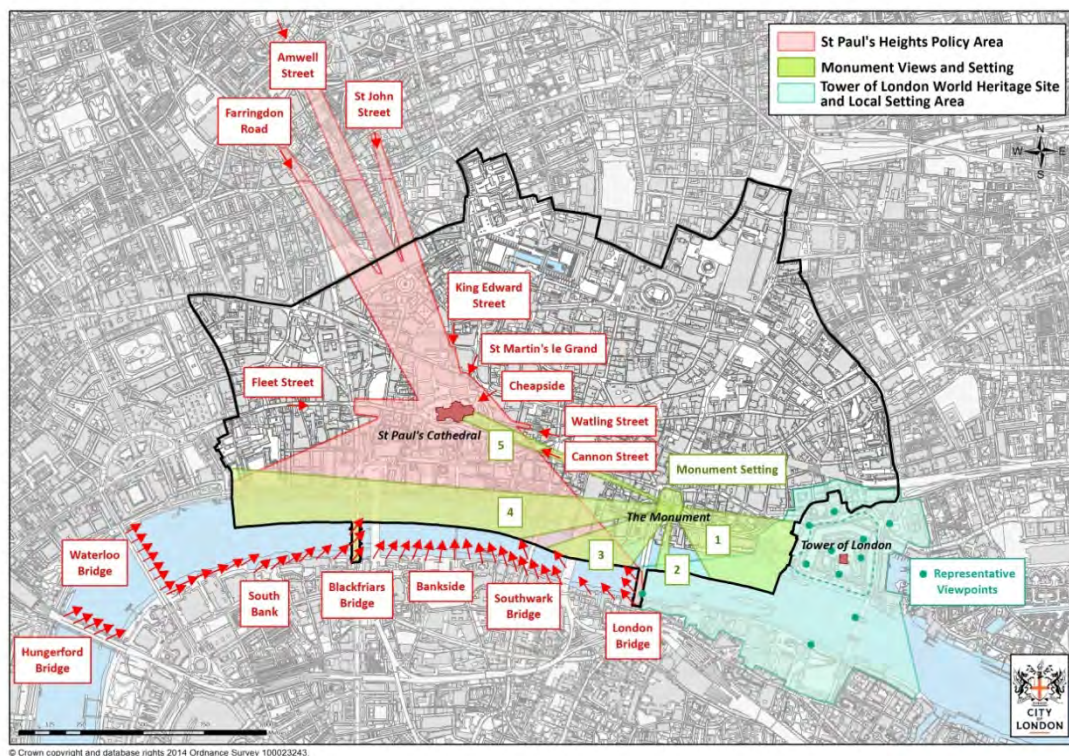 St Paul's Heights Policy Area
Monument Views and Setting
Tower of London World Heritage Site
and Local Setting Area
N
W E
S
Amwell
Street
St John
Street
Farringdon
Road
King Edward
Street
St Martin's le Grand
Cheapside
Fleet Street
Watling Street
St Paul's Cathedral
5
Cannon Street
Monument Setting
4
The Monument
1
Tower of London
3
2
Waterloo
Bridge
South
Bank
Blackfriars
Bridge
Bankside
Southwark
Bridge
London
Bridge
Representative
Viewpoints
Hungerford
Bridge
CITY
OF
LONDON
© Crown copyright and database rights 2014 Ordnance Survey 100023243.